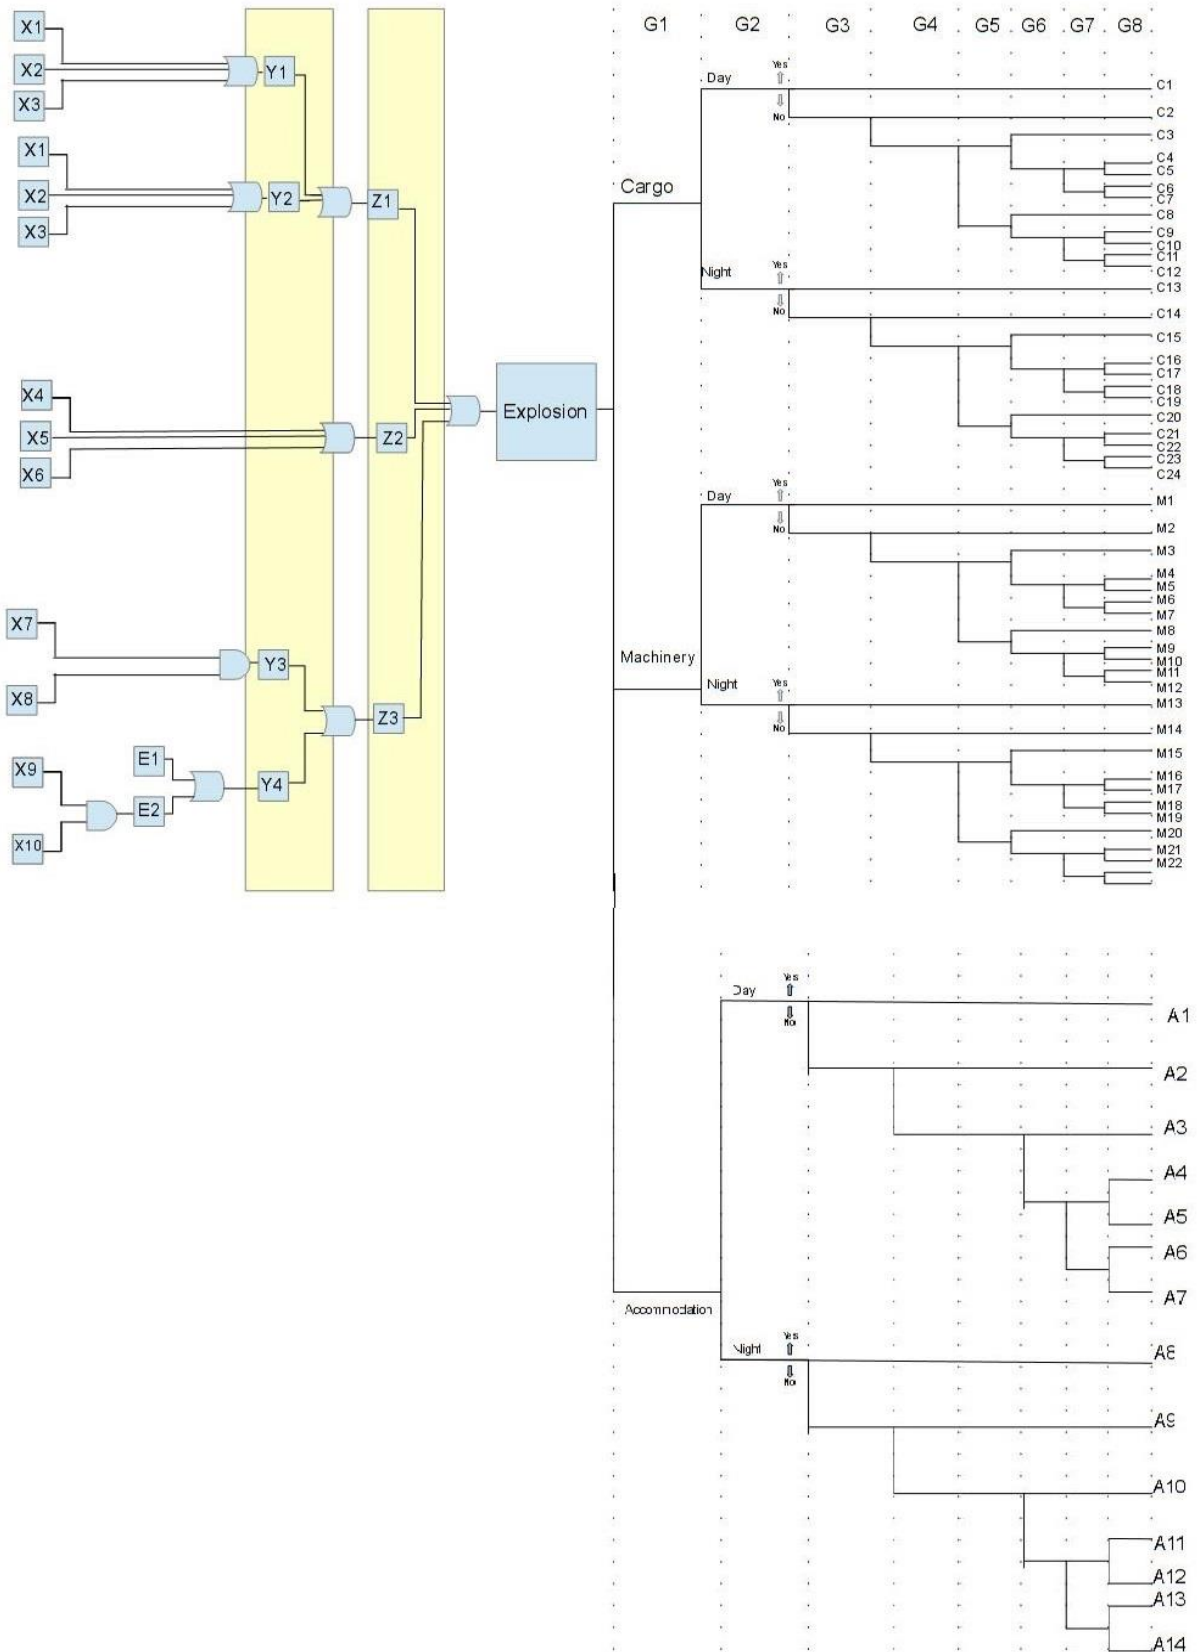 X1
X2
X3
Y1
X1
X2
X3
Y2
Z1
X4
X5
X6
Z2
Explosion
X7
X8
Y3
Z3
X9
X10
E1
E2
Y4
G1 G2 G3 G4 G5 G6 G7 G8
Cargo
Day
Yes
No
C1
C2
C3
C4
C5
C6
C7
C8
C9
C10
C11
C12
Night
Yes
No
C13
C14
C15
C16
C17
C18
C19
C20
C21
C22
C23
C24
Machinery
Day
Yes
No
M1
M2
M3
M4
M5
M6
M7
M8
M9
M10
M11
M12
Night
Yes
No
M13
M14
M15
M16
M17
M18
M19
M20
M21
M22
Accommodation
Day
Yes
No
A1
A2
A3
A4
A5
A6
A7
Night
Yes
No
A8
A9
A10
A11
A12
A13
A14